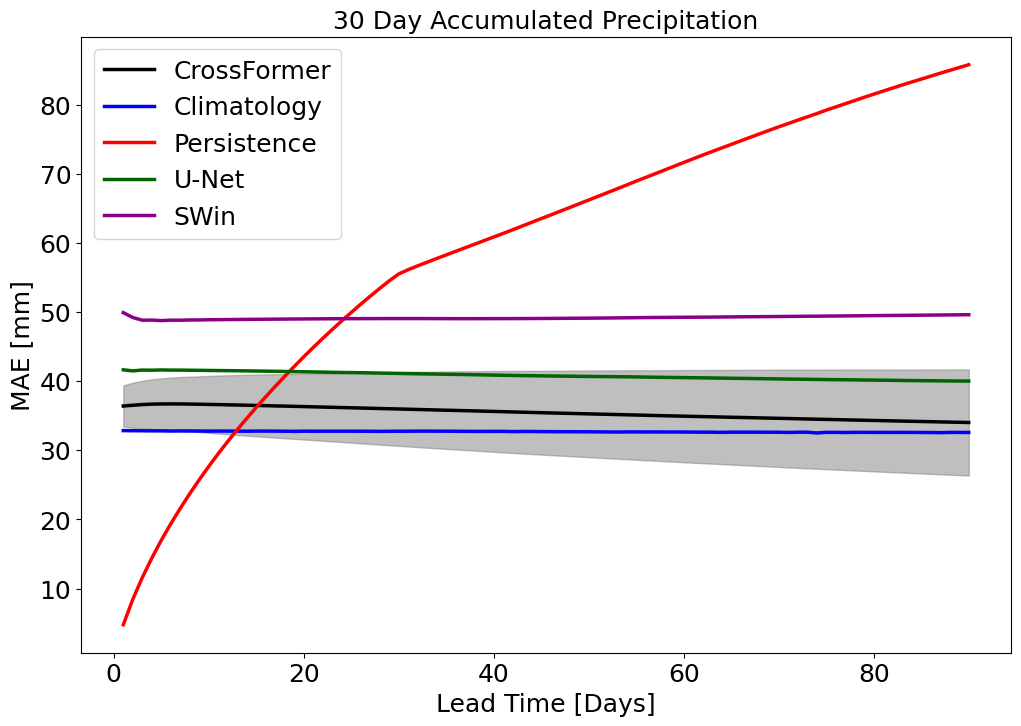 30 Day Accumulated Precipitation
CrossFormer
Climatology
Persistence
U-Net
SWin
MAE [mm]
80
70
60
50
40
30
20
10
0 20 40 60 80
Lead Time [Days]